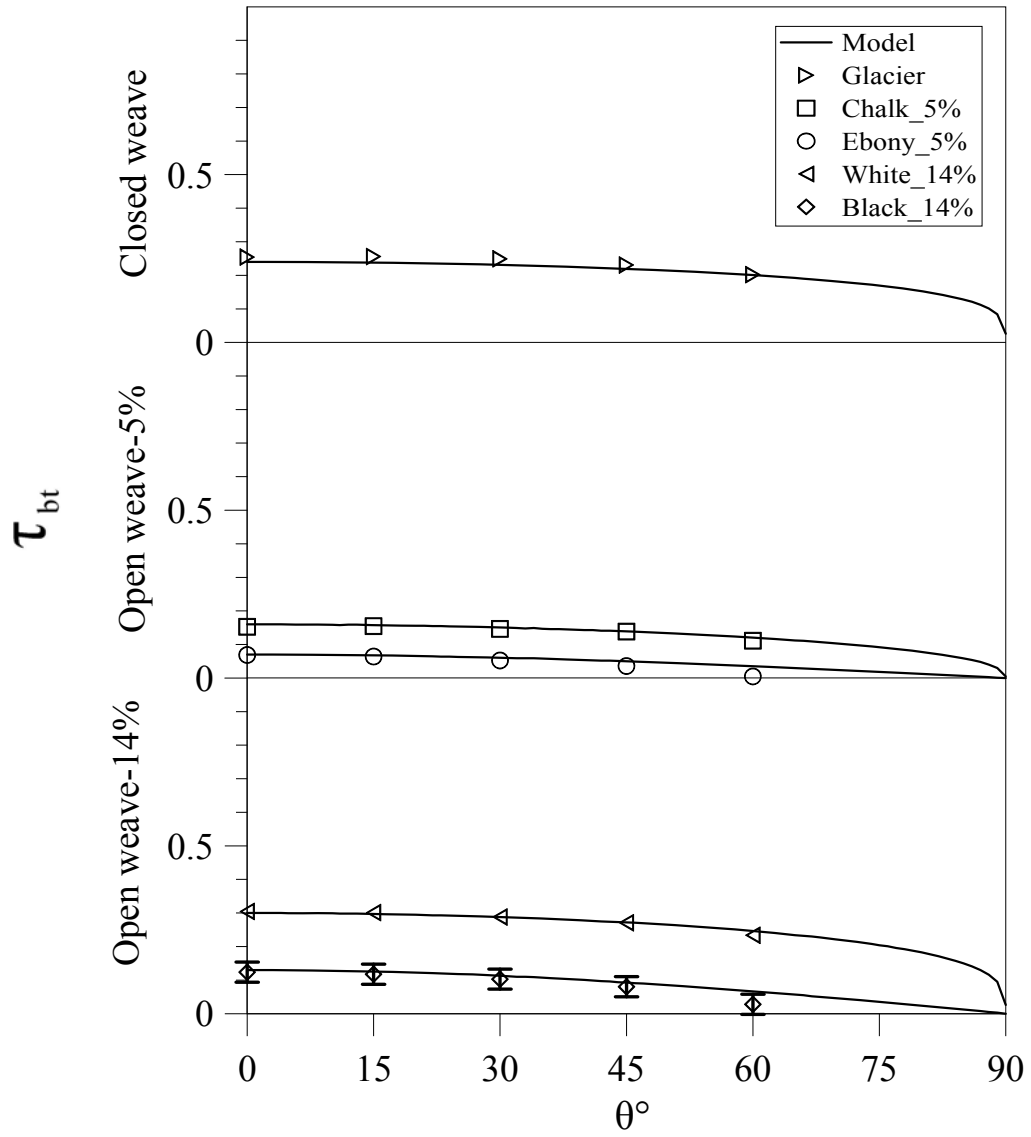 Model
Glacier
Chalk_5%
Ebony_5%
White_14%
Black_14%
Closed weave
0.5
0
Open weave-5%
0.5
0
Open weave-14%
0.5
0
τbt
0 15 30 45 60 75 90
θ°